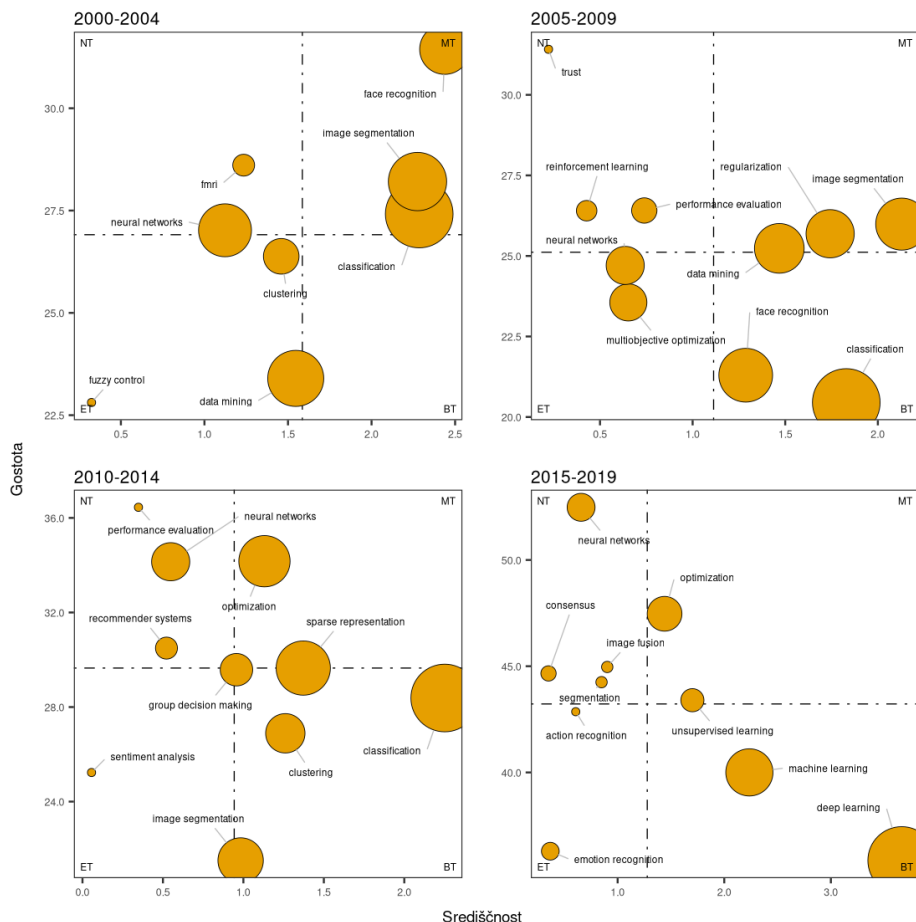 2000-2004
NT
MT
face recognition
image segmentation
fmri
neural networks
clustering
classification
fuzzy control
data mining
ET
BT
22.5
25.0
27.5
30.0
0.5
1.0
1.5
2.0
2.5
2005-2009
NT
MT
trust
reinforcement learning
regularization
image segmentation
performance evaluation
neural networks
data mining
face recognition
multiobjective optimization
classification
ET
BT
20.0
22.5
25.0
27.5
30.0
0.5
1.0
1.5
2.0
Gostota
2010-2014
NT
MT
performance evaluation
neural networks
optimization
recommender systems
sparse representation
group decision making
sentiment analysis
clustering
classification
image segmentation
ET
BT
24.0
28.0
32.0
36.0
0.0
0.5
1.0
1.5
2.0
2015-2019
NT
MT
neural networks
optimization
consensus
image fusion
segmentation
action recognition
unsupervised learning
machine learning
deep learning
emotion recognition
ET
BT
40.0
45.0
50.0
1.0
2.0
3.0
Središčnost